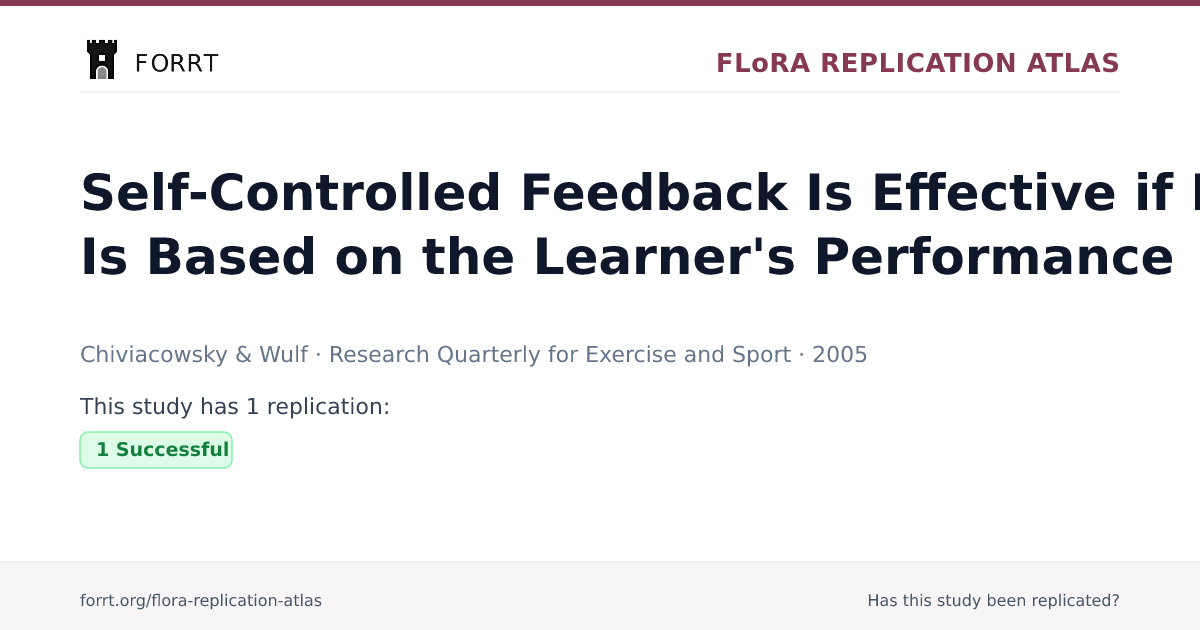 FORRT
FLoRA REPLICATION ATLAS
Self-Controlled Feedback Is Effective if
Is Based on the Learner's Performance
Chiviacowsky & Wulf · Research Quarterly for Exercise and Sport · 2005
This study has 1 replication:
1 Successful
forrt.org/flora-replication-atlas
Has this study been replicated?